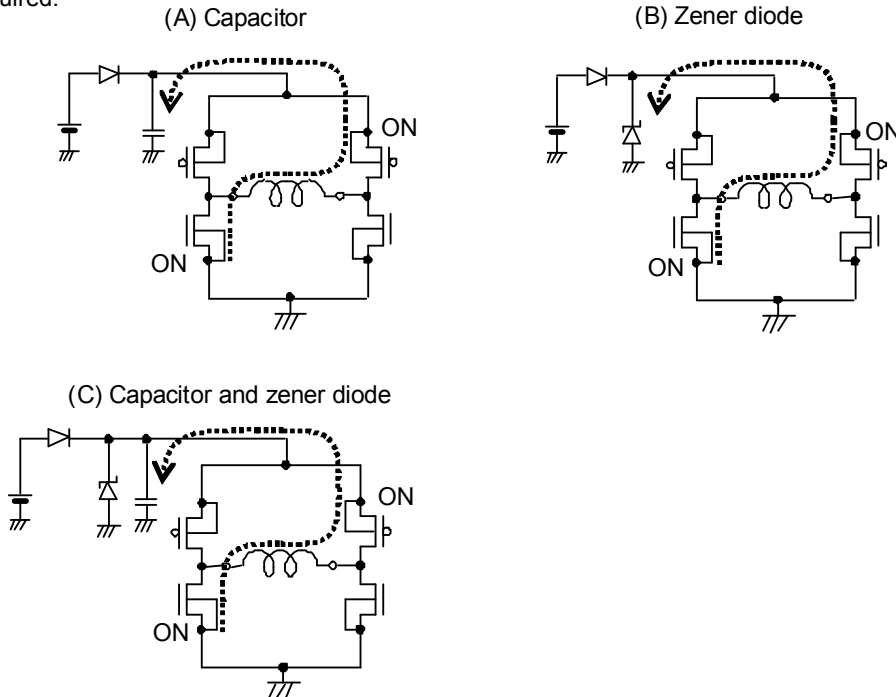 (A) Capacitor
(B) Zener diode
ON
ON
ON
ON
(C) Capacitor and zener diode
ON
ON